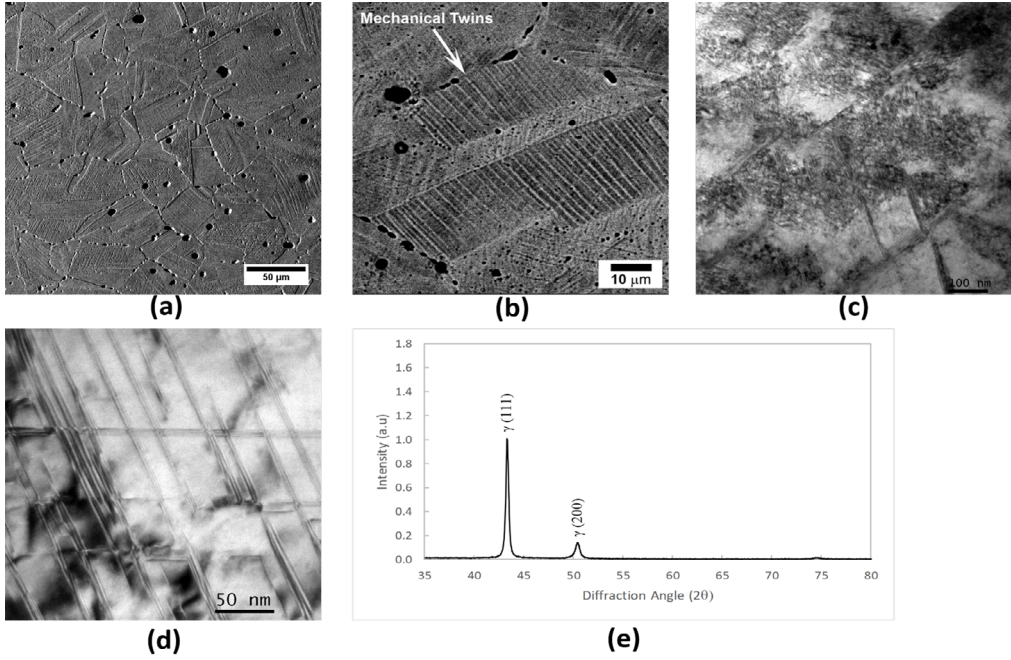 50 µm
(a)
Mechanical Twins
10 µm
(b)
100 nm
(c)
50 nm
(d)
1.8
1.6
1.4
1.2
1.0
0.8
0.6
0.4
0.2
0.0
Intensity (a.u)
γ (111)
γ (200)
35 40 45 50 55 60 65 70 75 80
Diffraction Angle (2θ)
(e)